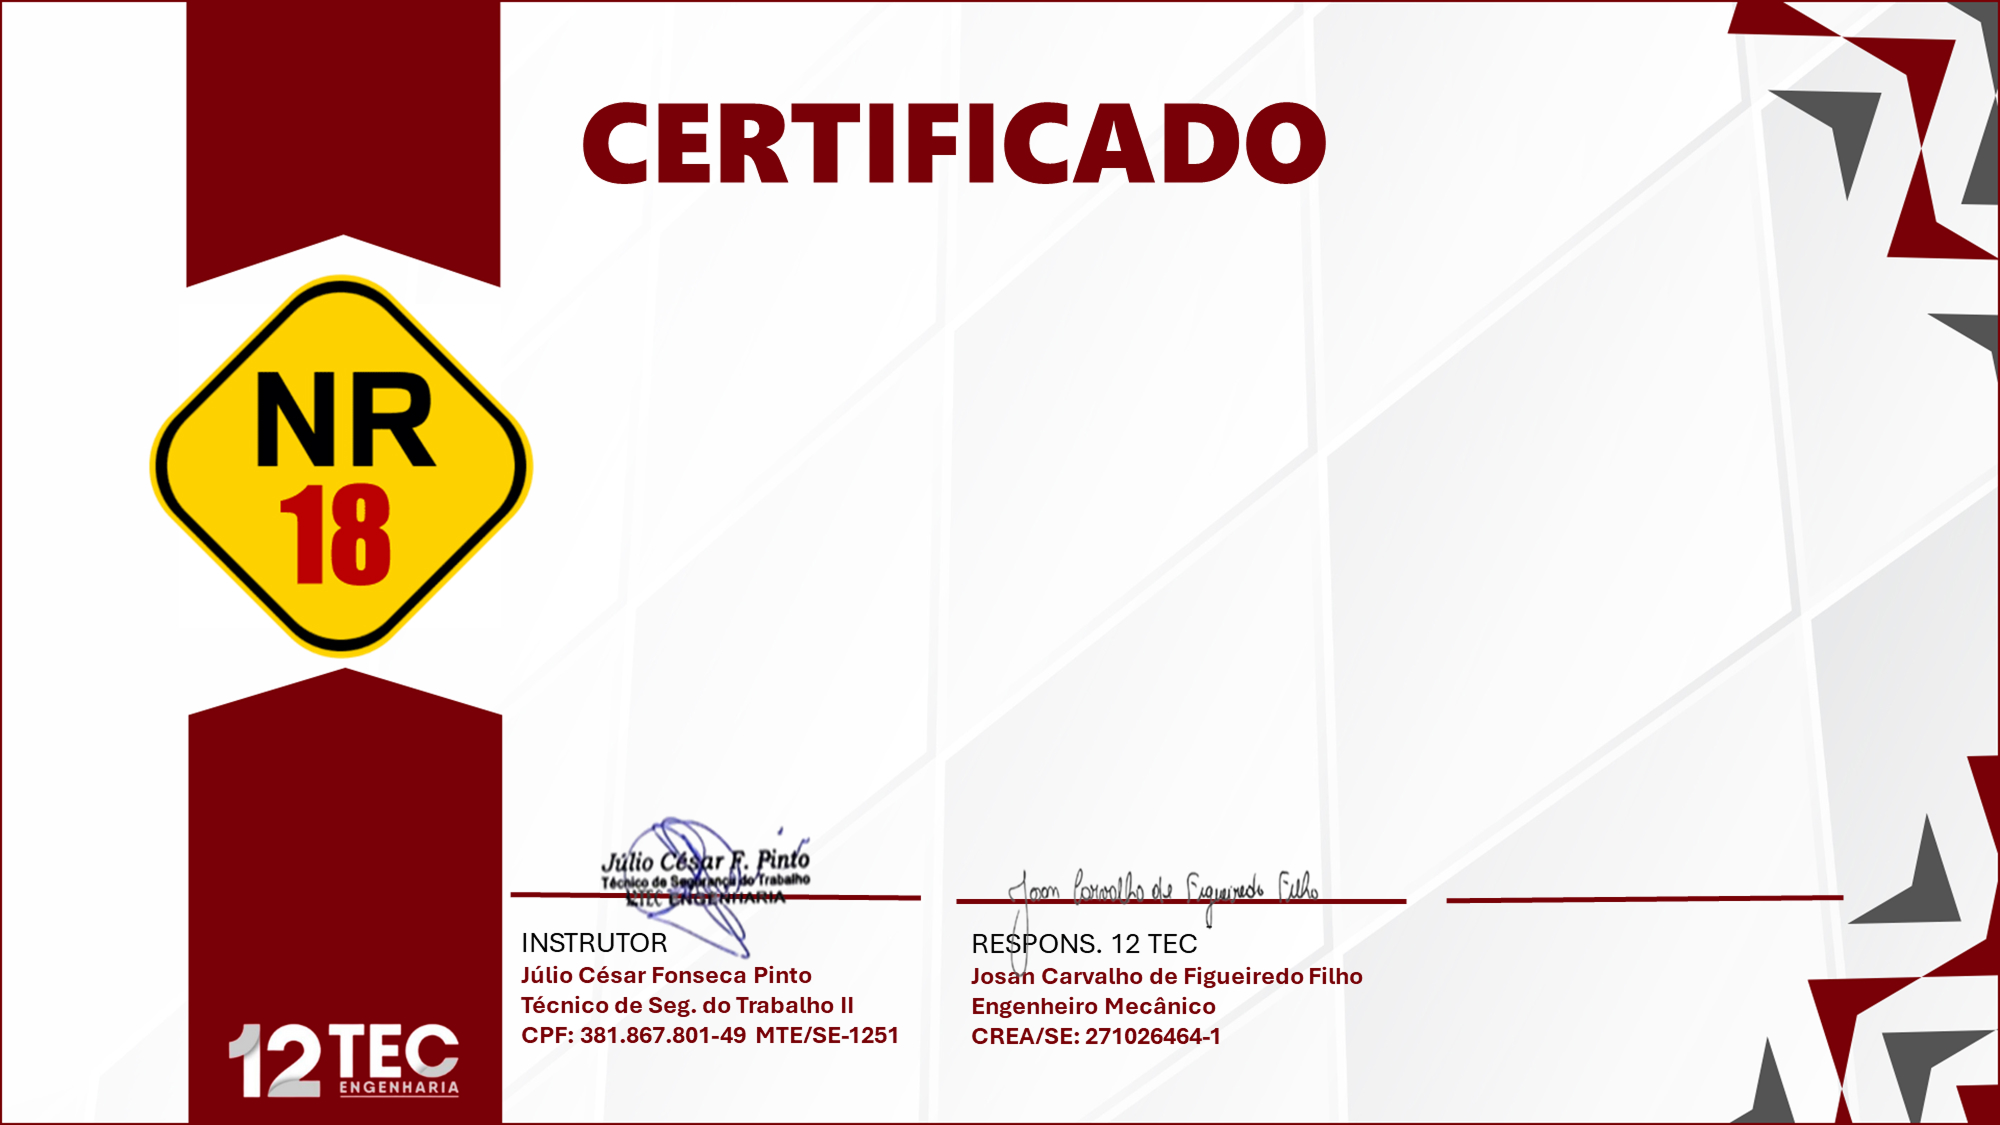 CERTIFICADO
NR
18
Júlio César F. Pinto
Técnico de Segurança do Trabalho
12TEC ENGENHARIA
Josan Carvalho de Figueiredo Filho
INSTRUTOR
Júlio César Fonseca Pinto
Técnico de Seg. do Trabalho II
CPF: 381.867.801-49 MTE/SE-1251
RESPONS. 12 TEC
Josan Carvalho de Figueiredo Filho
Engenheiro Mecânico
CREA/SE: 271026464-1
12 TEC
ENGENHARIA